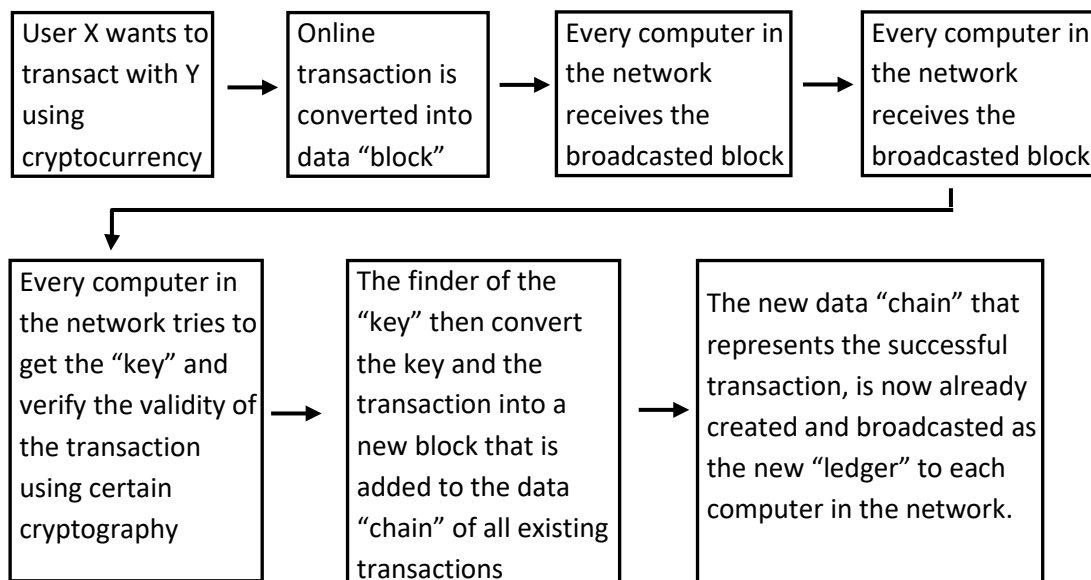 User X wants to
transact with Y
using
cryptocurrency
Online
transaction is
converted into
data “block”
Every computer in
the network
receives the
broadcasted block
Every computer in
the network
receives the
broadcasted block
Every computer in
the network tries to
get the “key” and
verify the validity of
the transaction
using certain
cryptography
The finder of the
“key” then convert
the key and the
transaction into a
new block that is
added to the data
“chain” of all existing
transactions
The new data “chain” that
represents the successful
transaction, is now already
created and broadcasted as
the new “ledger” to each
computer in the network.